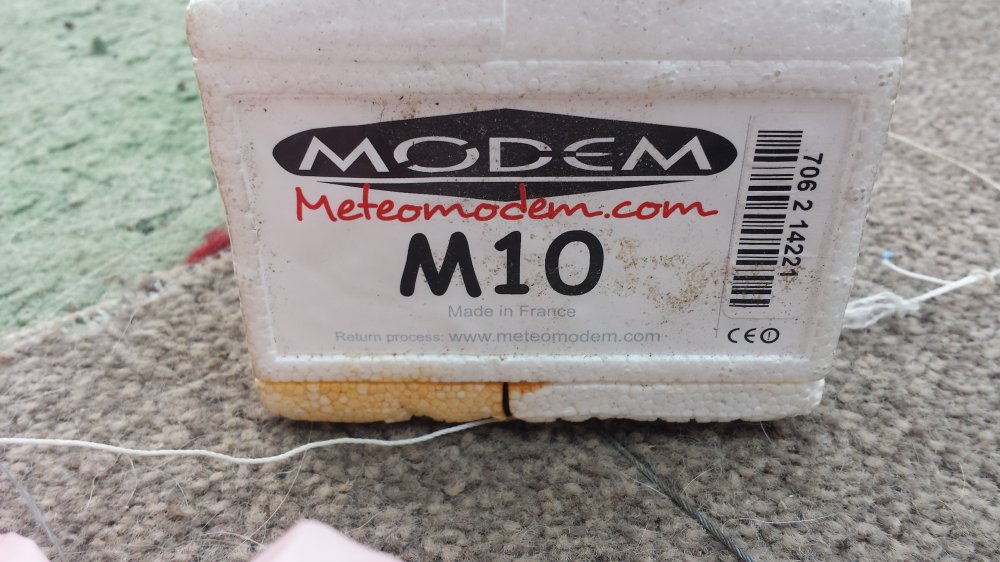 MODEM
Meteomodem.com
M10
Made in France
Return process: www.meteomodem.com
706 2 14221
CE